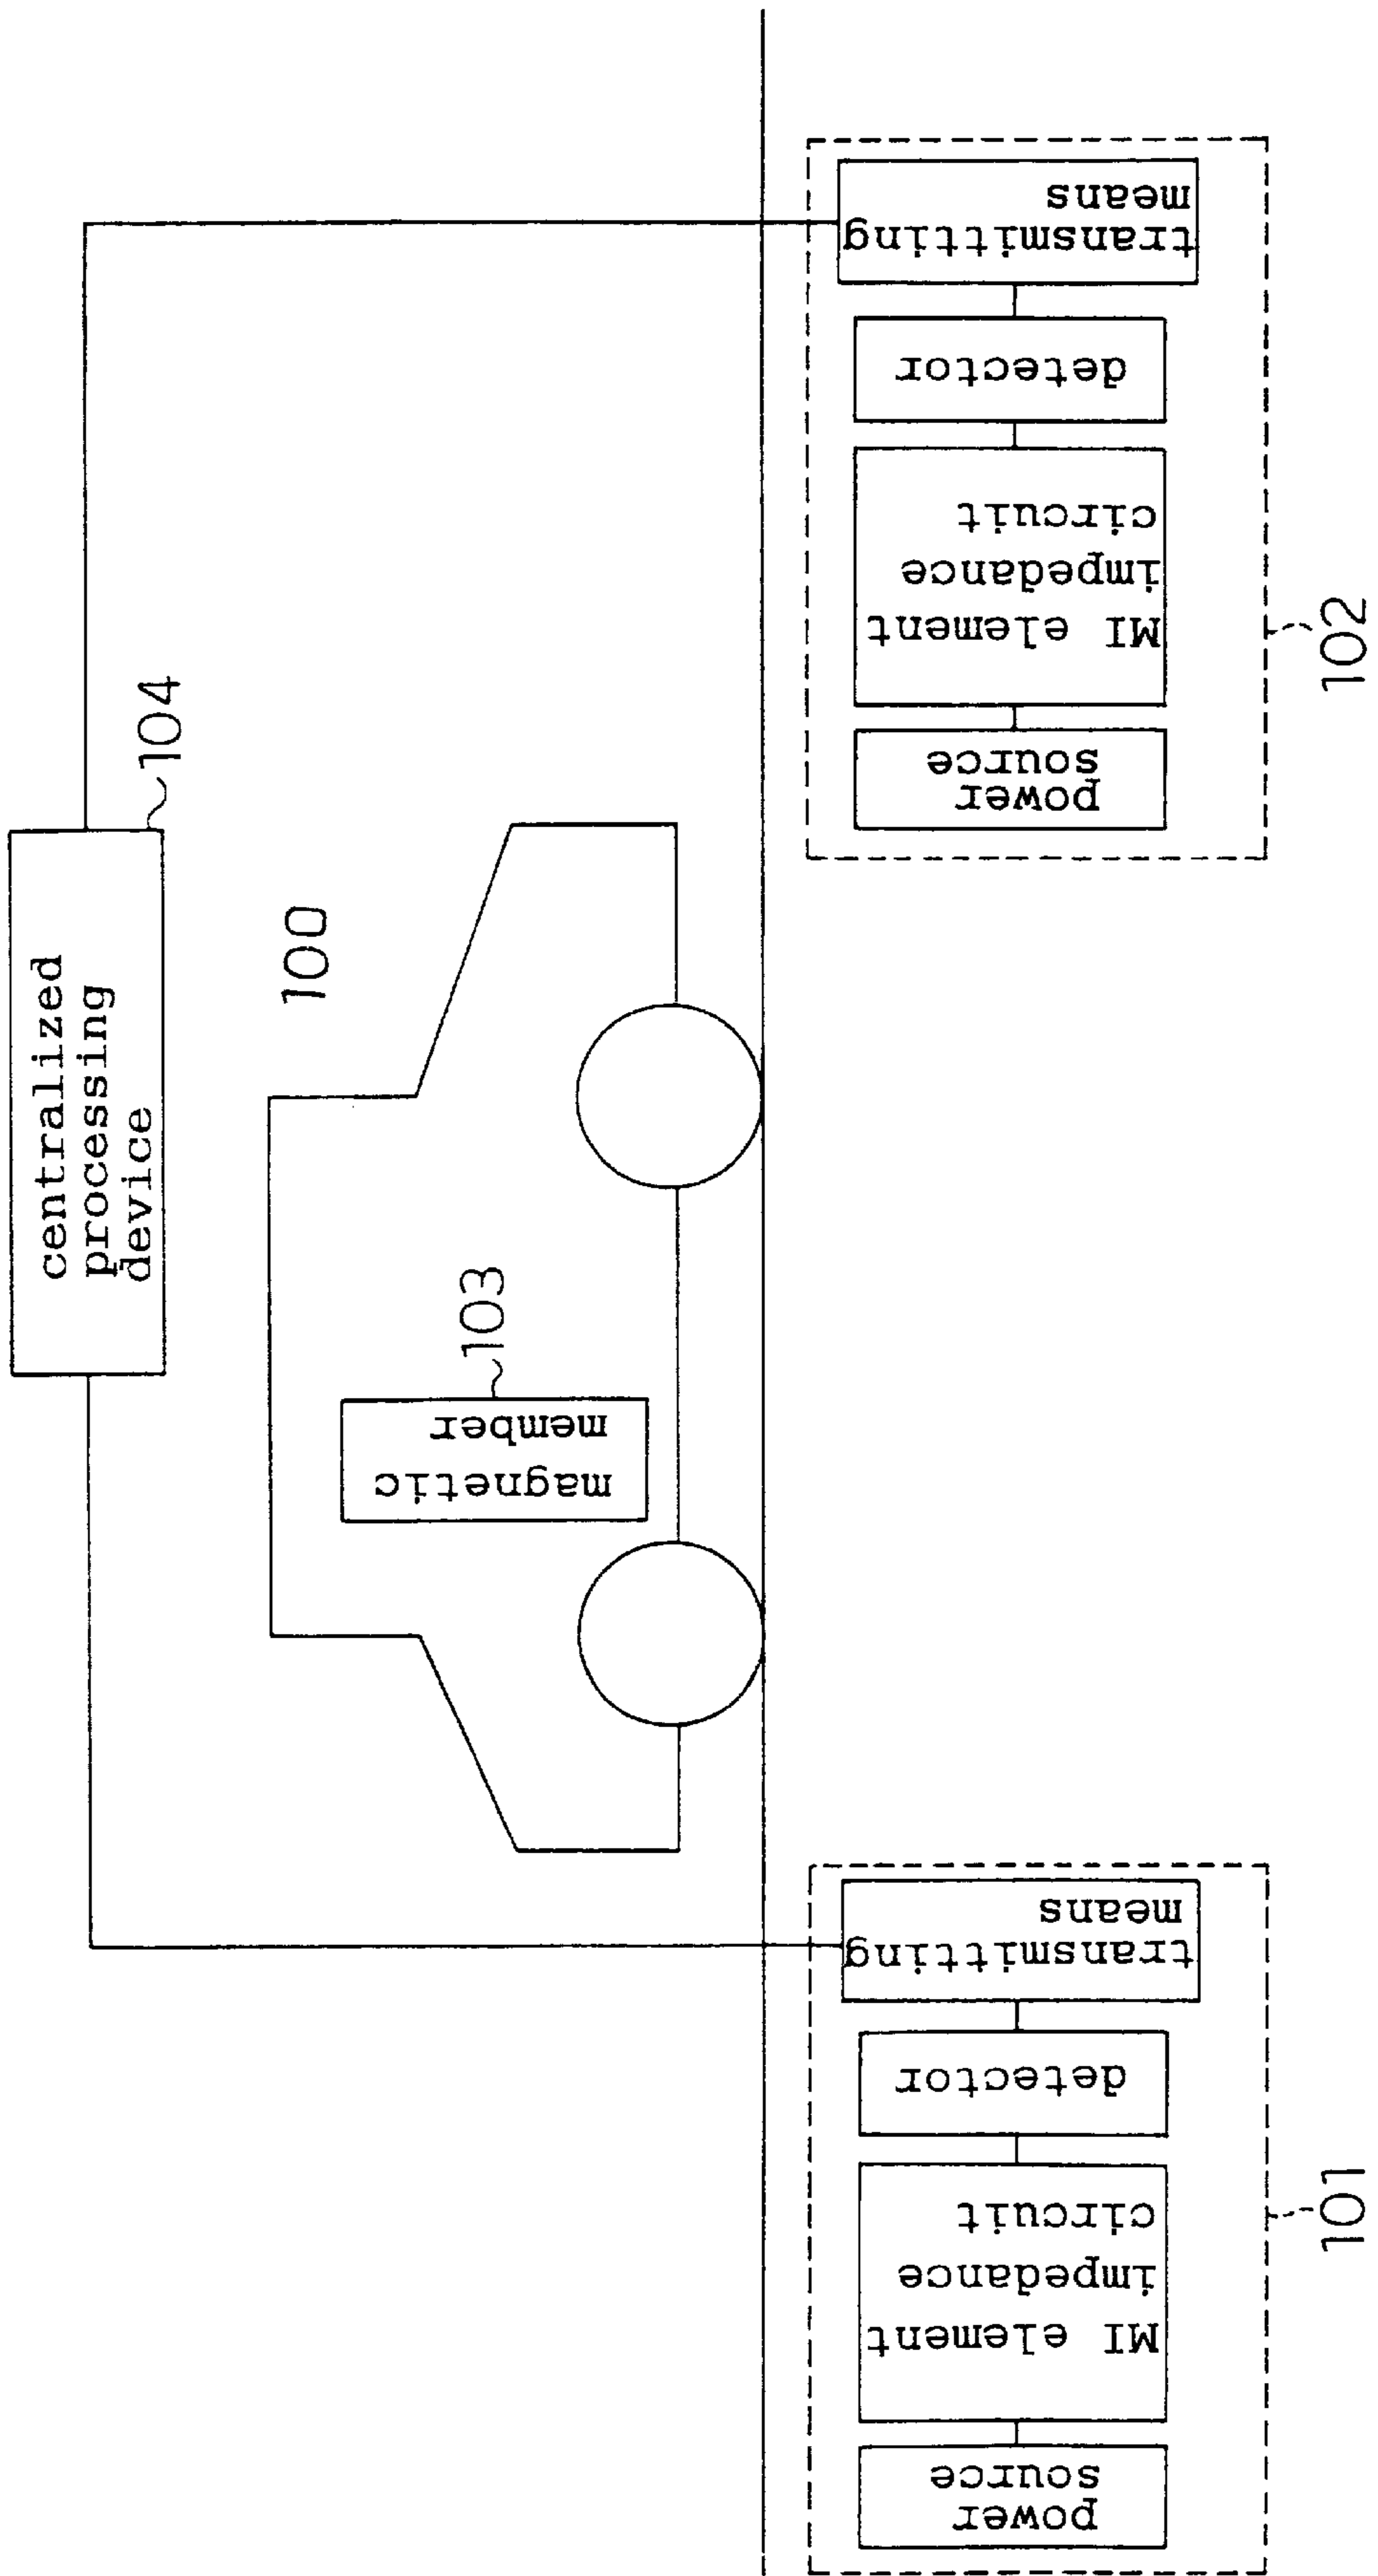 centralized
processing
device
104
100
103
magnetic
member
power
source
MI element
impedance
circuit
detector
transmitting
means
101
power
source
MI element
impedance
circuit
detector
transmitting
means
102